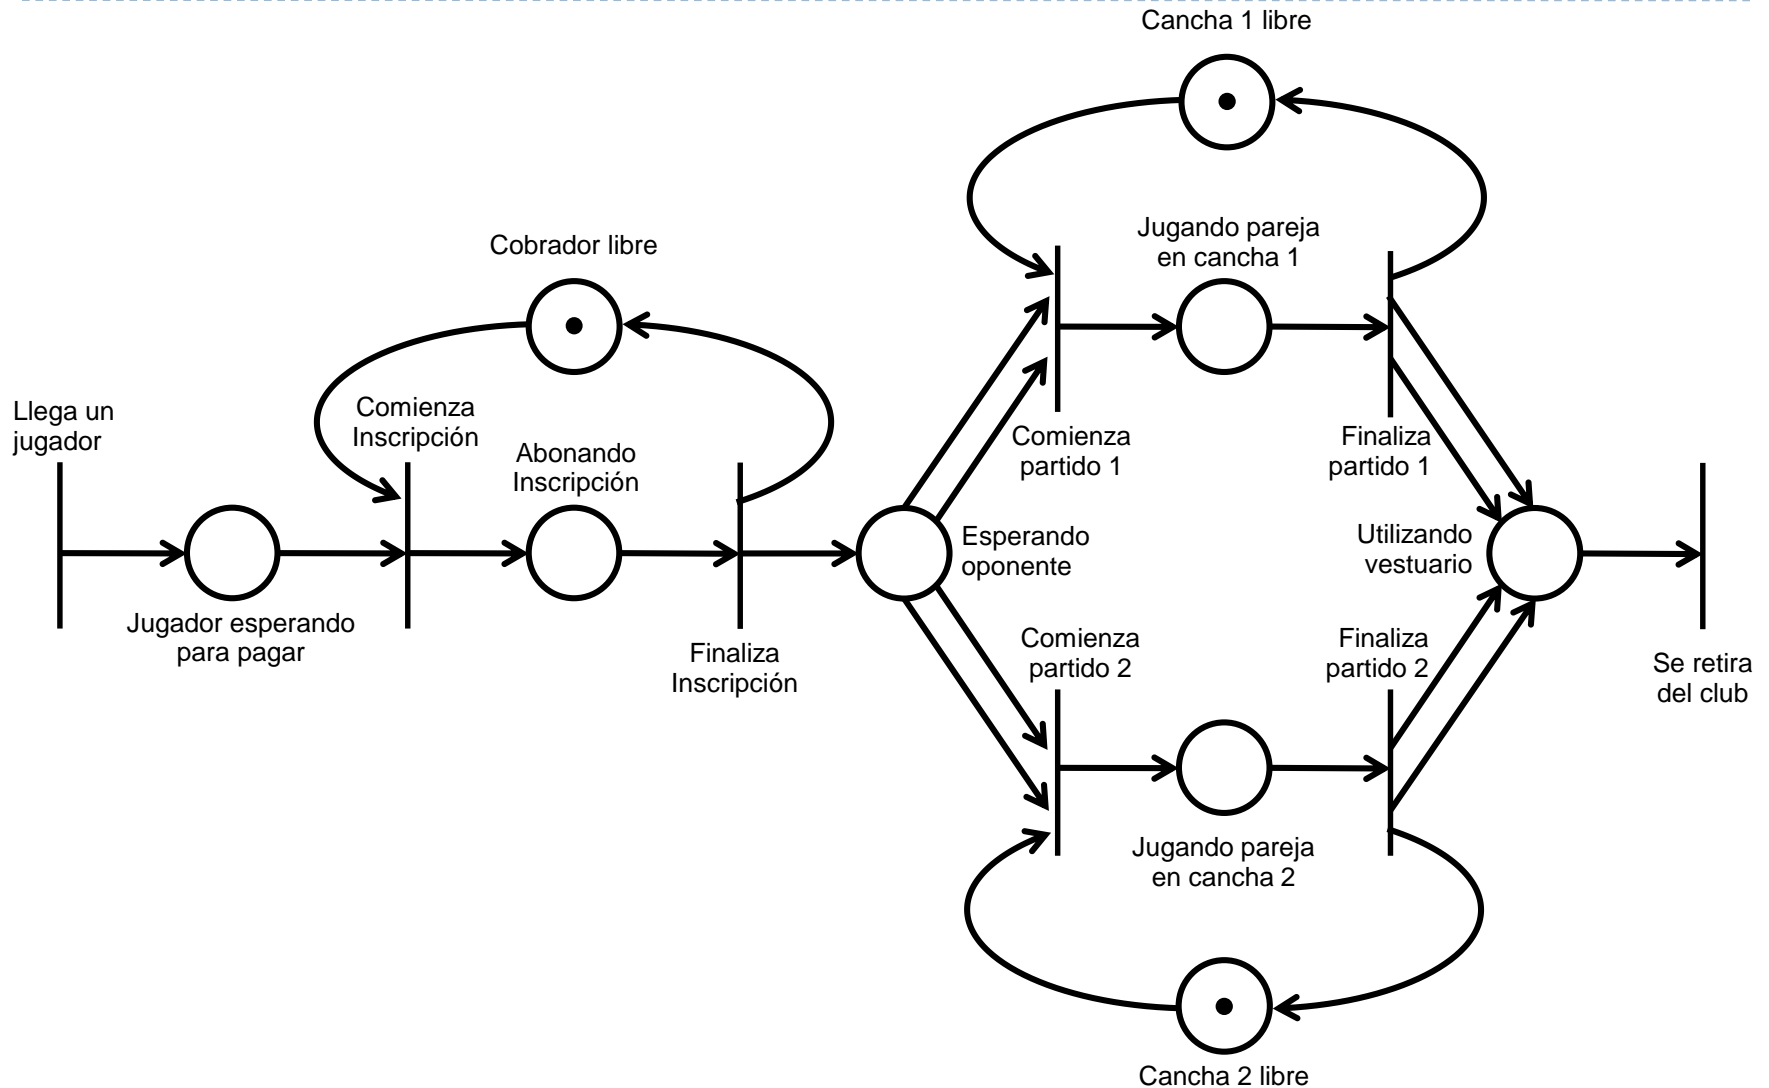 Cancha 1 libre
Jugando pareja
en cancha 1
Cobrador libre
Llega un
jugador
Comienza
Inscripción
Abonando
Inscripción
Comienza
partido 1
Finaliza
partido 1
Esperando
oponente
Utilizando
vestuario
Jugador esperando
para pagar
Finaliza
Inscripción
Comienza
partido 2
Finaliza
partido 2
Se retira
del club
Jugando pareja
en cancha 2
Cancha 2 libre